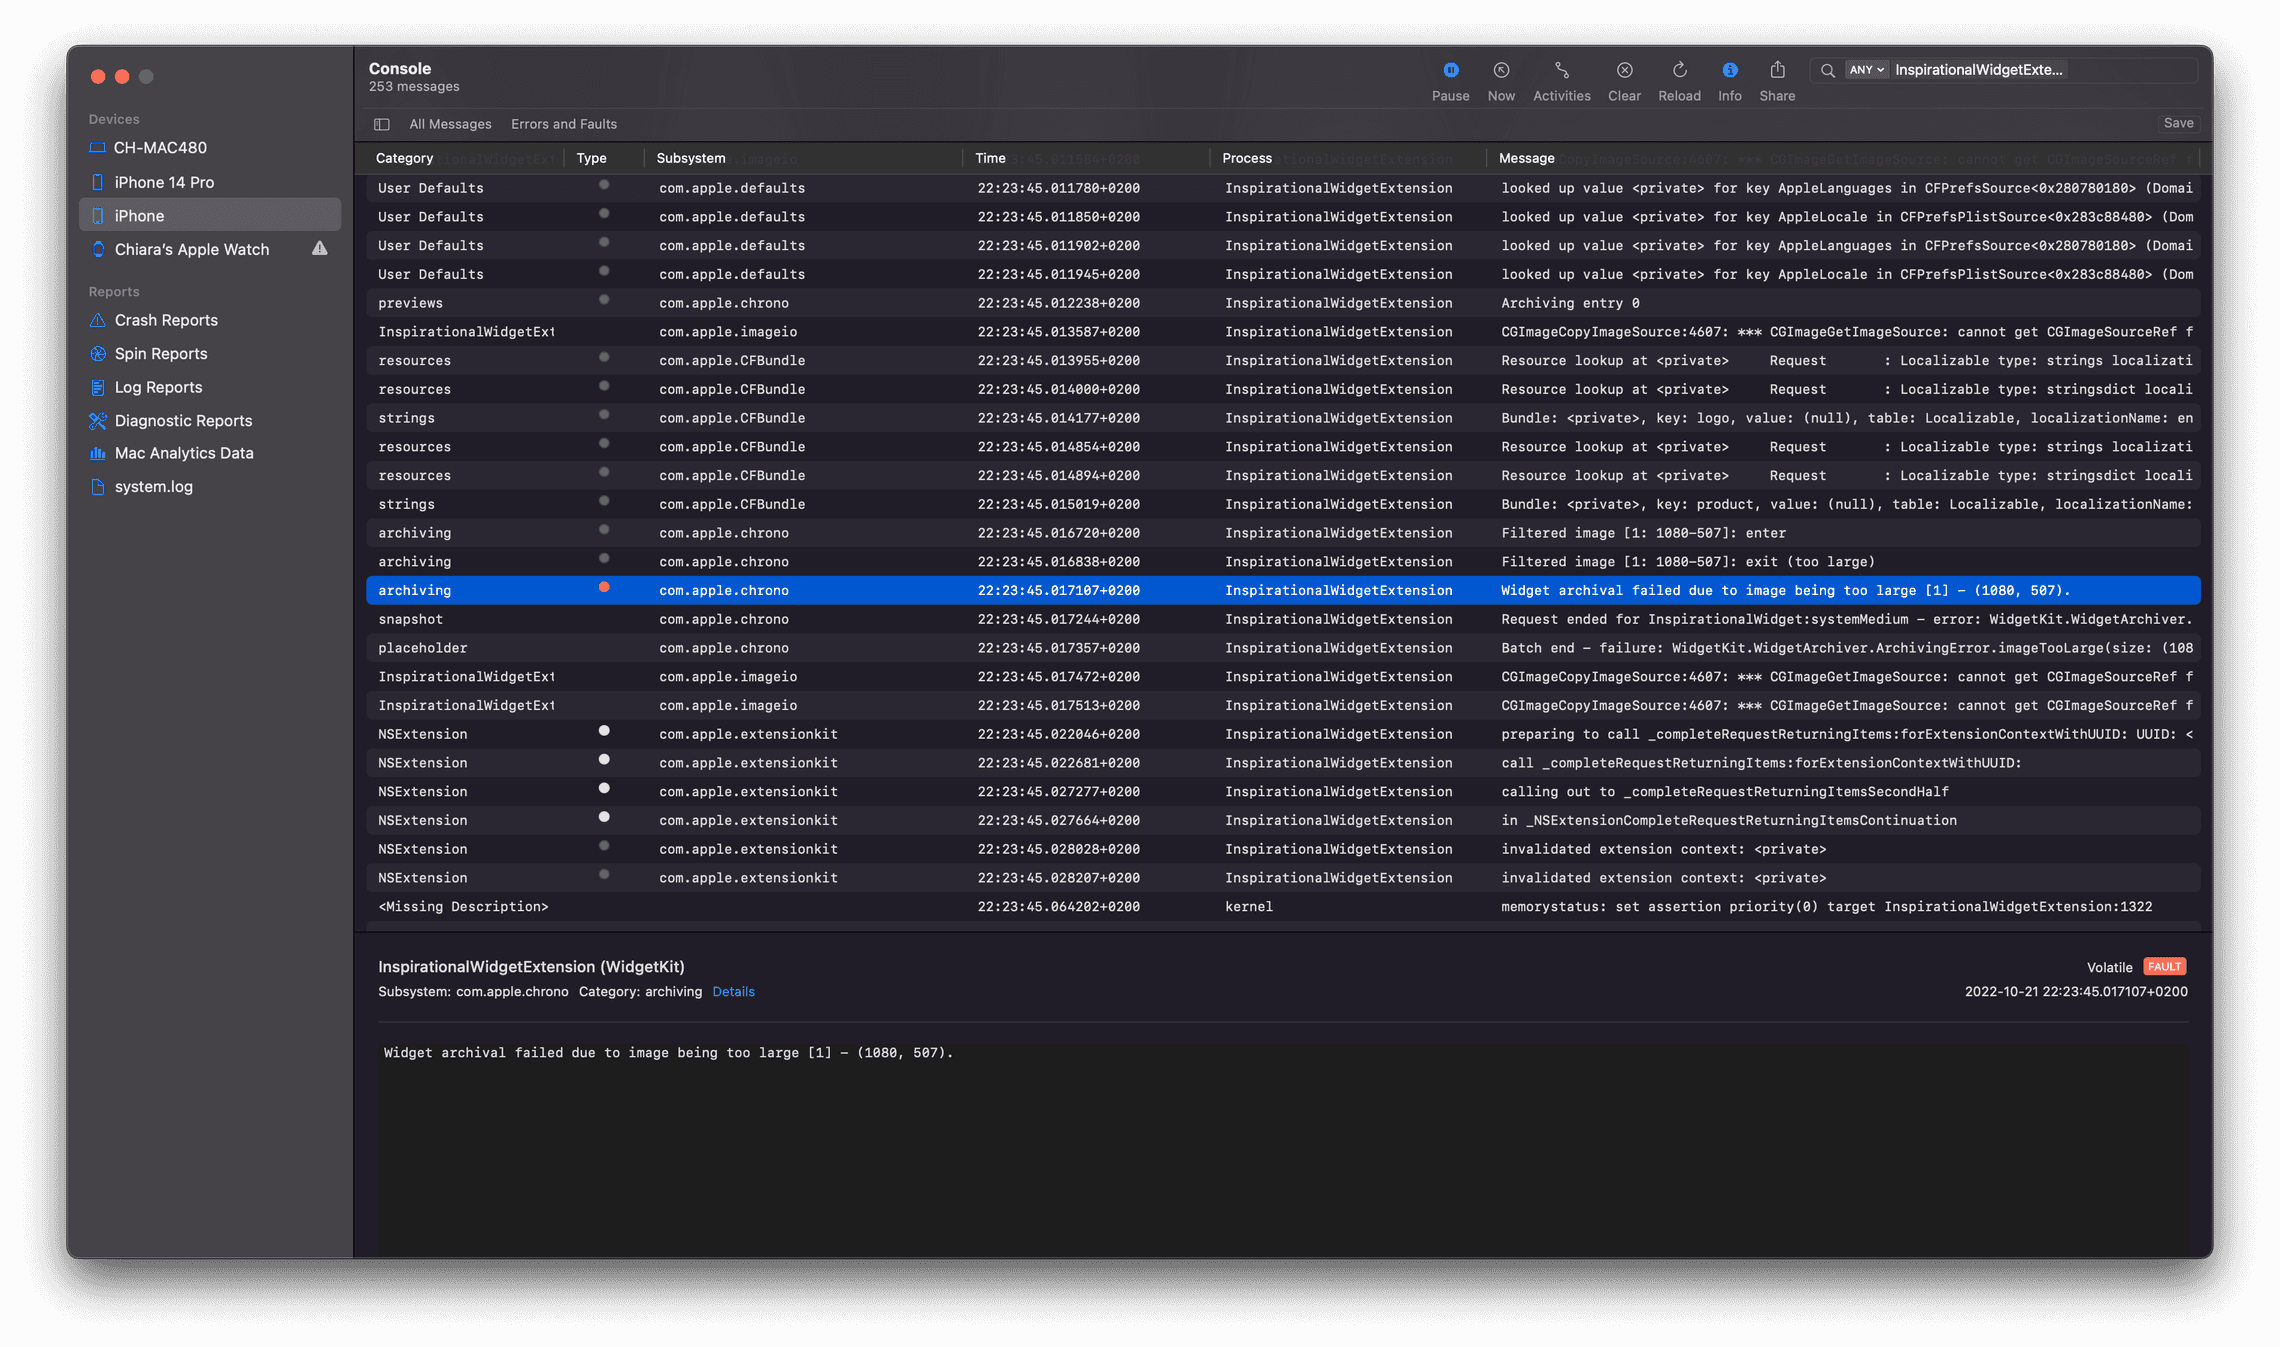 Console
253 messages
Pause Now Activities Clear Reload Info Share
ANY InspirationalWidgetExte...
All Messages Errors and Faults
Save
Devices
CH-MAC480
iPhone 14 Pro
iPhone
Chiara’s Apple Watch
Reports
Crash Reports
Spin Reports
Log Reports
Diagnostic Reports
Mac Analytics Data
system.log
Category Type Subsystem Time Process Message
User Defaults com.apple.defaults 22:23:45.011780+0200 InspirationalWidgetExtension looked up value <private> for key AppleLanguages in CFPrefsSource<0x280780180> (Domai
User Defaults com.apple.defaults 22:23:45.011850+0200 InspirationalWidgetExtension looked up value <private> for key AppleLocale in CFPrefsPlistSource<0x283c88480> (Dom
User Defaults com.apple.defaults 22:23:45.011902+0200 InspirationalWidgetExtension looked up value <private> for key AppleLanguages in CFPrefsSource<0x280780180> (Domai
User Defaults com.apple.defaults 22:23:45.011945+0200 InspirationalWidgetExtension looked up value <private> for key AppleLocale in CFPrefsPlistSource<0x283c88480> (Dom
previews com.apple.chrono 22:23:45.012238+0200 InspirationalWidgetExtension Archiving entry 0
InspirationalWidgetExt com.apple.imageio 22:23:45.013587+0200 InspirationalWidgetExtension CGImageCopyImageSource:4607: *** CGImageGetImageSource: cannot get CGImageSourceRef f
resources com.apple.CFBundle 22:23:45.013955+0200 InspirationalWidgetExtension Resource lookup at <private> Request : Localizable type: strings localizati
resources com.apple.CFBundle 22:23:45.014000+0200 InspirationalWidgetExtension Resource lookup at <private> Request : Localizable type: stringsdict locali
strings com.apple.CFBundle 22:23:45.014177+0200 InspirationalWidgetExtension Bundle: <private>, key: logo, value: (null), table: Localizable, localizationName: en
resources com.apple.CFBundle 22:23:45.014854+0200 InspirationalWidgetExtension Resource lookup at <private> Request : Localizable type: strings localizati
resources com.apple.CFBundle 22:23:45.014894+0200 InspirationalWidgetExtension Resource lookup at <private> Request : Localizable type: stringsdict locali
strings com.apple.CFBundle 22:23:45.015019+0200 InspirationalWidgetExtension Bundle: <private>, key: product, value: (null), table: Localizable, localizationName:
archiving com.apple.chrono 22:23:45.016720+0200 InspirationalWidgetExtension Filtered image [1: 1080–507]: enter
archiving com.apple.chrono 22:23:45.016838+0200 InspirationalWidgetExtension Filtered image [1: 1080–507]: exit (too large)
archiving com.apple.chrono 22:23:45.017107+0200 InspirationalWidgetExtension Widget archival failed due to image being too large [1] – (1080, 507).
snapshot com.apple.chrono 22:23:45.017244+0200 InspirationalWidgetExtension Request ended for InspirationalWidget:systemMedium – error: WidgetKit.WidgetArchiver.
placeholder com.apple.chrono 22:23:45.017357+0200 InspirationalWidgetExtension Batch end – failure: WidgetKit.WidgetArchiver.ArchivingError.imageTooLarge(size: (108
InspirationalWidgetExt com.apple.imageio 22:23:45.017472+0200 InspirationalWidgetExtension CGImageCopyImageSource:4607: *** CGImageGetImageSource: cannot get CGImageSourceRef f
InspirationalWidgetExt com.apple.imageio 22:23:45.017513+0200 InspirationalWidgetExtension CGImageCopyImageSource:4607: *** CGImageGetImageSource: cannot get CGImageSourceRef f
NSExtension com.apple.extensionkit 22:23:45.022046+0200 InspirationalWidgetExtension preparing to call _completeRequestReturningItems:forExtensionContextWithUUID: UUID: <
NSExtension com.apple.extensionkit 22:23:45.022681+0200 InspirationalWidgetExtension call _completeRequestReturningItems:forExtensionContextWithUUID:
NSExtension com.apple.extensionkit 22:23:45.027277+0200 InspirationalWidgetExtension calling out to _completeRequestReturningItemsSecondHalf
NSExtension com.apple.extensionkit 22:23:45.027664+0200 InspirationalWidgetExtension in _NSExtensionCompleteRequestReturningItemsContinuation
NSExtension com.apple.extensionkit 22:23:45.028028+0200 InspirationalWidgetExtension invalidated extension context: <private>
NSExtension com.apple.extensionkit 22:23:45.028207+0200 InspirationalWidgetExtension invalidated extension context: <private>
<Missing Description> 22:23:45.064202+0200 kernel memorystatus: set assertion priority(0) target InspirationalWidgetExtension:1322
InspirationalWidgetExtension (WidgetKit)
Volatile FAULT
Subsystem: com.apple.chrono Category: archiving Details
2022-10-21 22:23:45.017107+0200
Widget archival failed due to image being too large [1] – (1080, 507).